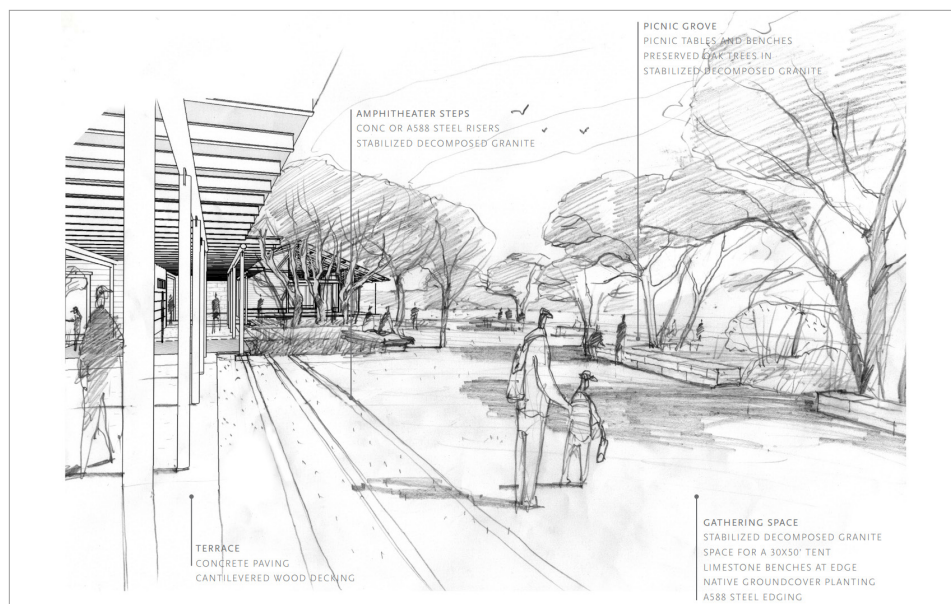 PICNIC GROVE
PICNIC TABLES AND BENCHES
PRESERVED OAK TREES IN
STABILIZED DECOMPOSED GRANITE
AMPHITHEATER STEPS
CONC OR A588 STEEL RISERS
STABILIZED DECOMPOSED GRANITE
TERRACE
CONCRETE PAVING
CANTILEVERED WOOD DECKING
GATHERING SPACE
STABILIZED DECOMPOSED GRANITE
SPACE FOR A 30X50' TENT
LIMESTONE BENCHES AT EDGE
NATIVE GROUNDCOVER PLANTING
A588 STEEL EDGING